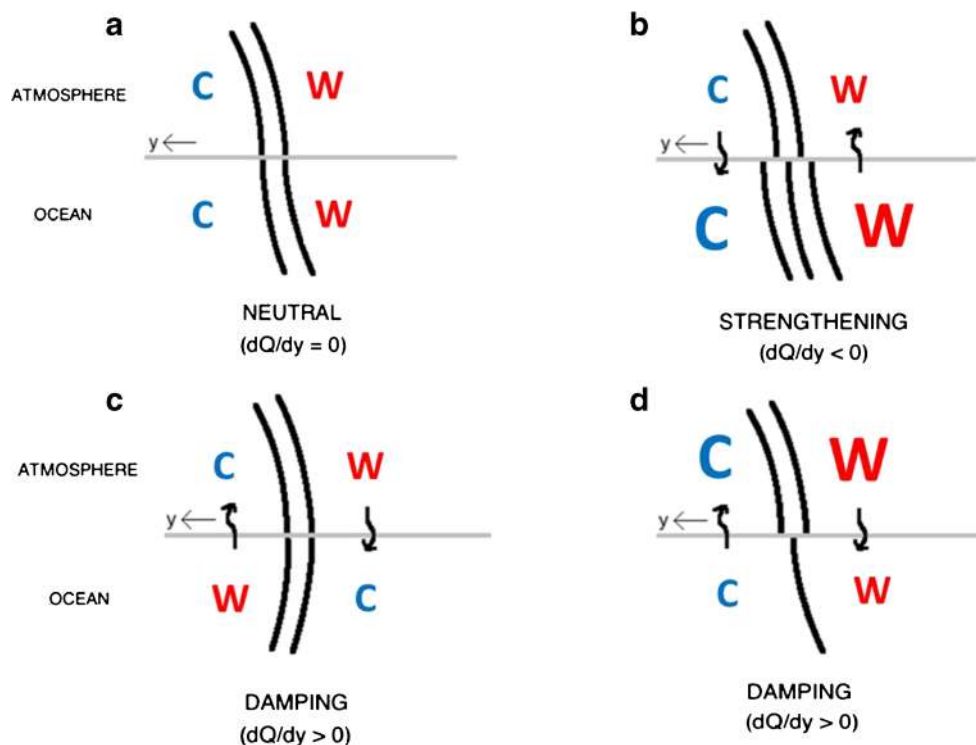 a
ATMOSPHERE
C W
y
OCEAN
C W
NEUTRAL
(dQ/dy = 0)
b
C W
y
C W
STRENGTHENING
(dQ/dy < 0)
c
ATMOSPHERE
C W
y
OCEAN
W C
DAMPING
(dQ/dy > 0)
d
C W
y
C W
DAMPING
(dQ/dy > 0)